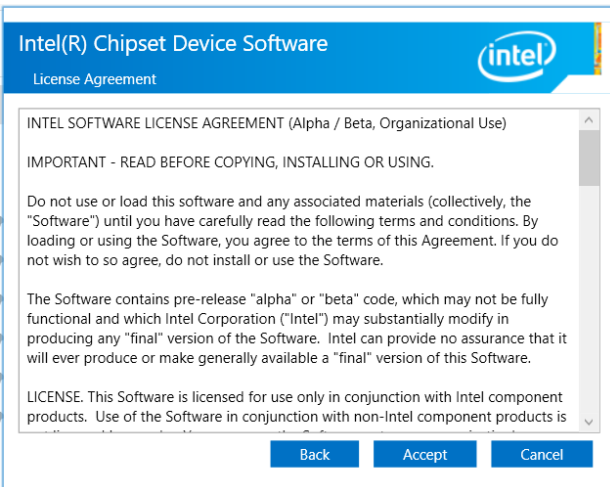 Intel(R) Chipset Device Software
intel
License Agreement
INTEL SOFTWARE LICENSE AGREEMENT (Alpha / Beta, Organizational Use)
IMPORTANT - READ BEFORE COPYING, INSTALLING OR USING.
Do not use or load this software and any associated materials (collectively, the
"Software") until you have carefully read the following terms and conditions. By
loading or using the Software, you agree to the terms of this Agreement. If you do
not wish to so agree, do not install or use the Software.
The Software contains pre-release "alpha" or "beta" code, which may not be fully
functional and which Intel Corporation ("Intel") may substantially modify in
producing any "final" version of the Software.  Intel can provide no assurance that it
will ever produce or make generally available a "final" version of this Software.
LICENSE. This Software is licensed for use only in conjunction with Intel component
products.  Use of the Software in conjunction with non-Intel component products is
Back
Accept
Cancel